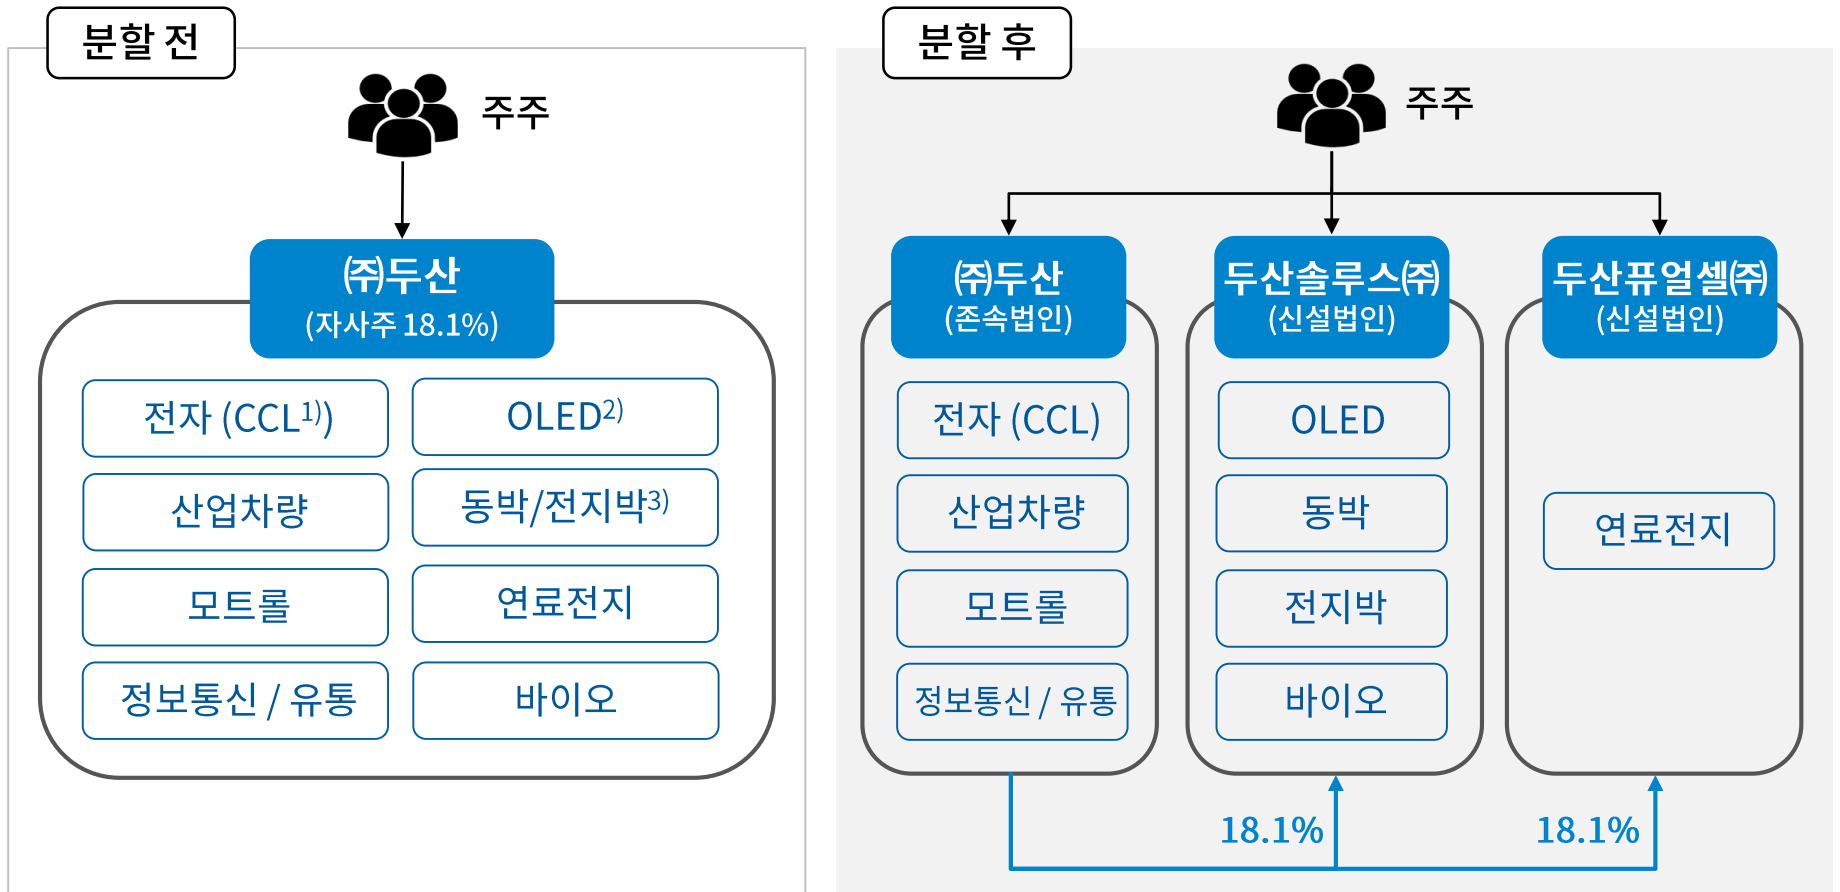 분할 전
주주
㈜두산
(자사주 18.1%)
전자 (CCL1))
OLED2)
산업차량
동박/전지박3)
모트롤
연료전지
정보통신 / 유통
바이오
분할 후
주주
㈜두산
(존속법인)
두산솔루스㈜
(신설법인)
두산퓨얼셀㈜
(신설법인)
전자 (CCL)
산업차량
모트롤
정보통신 / 유통
OLED
동박
전지박
바이오
연료전지
18.1%
18.1%